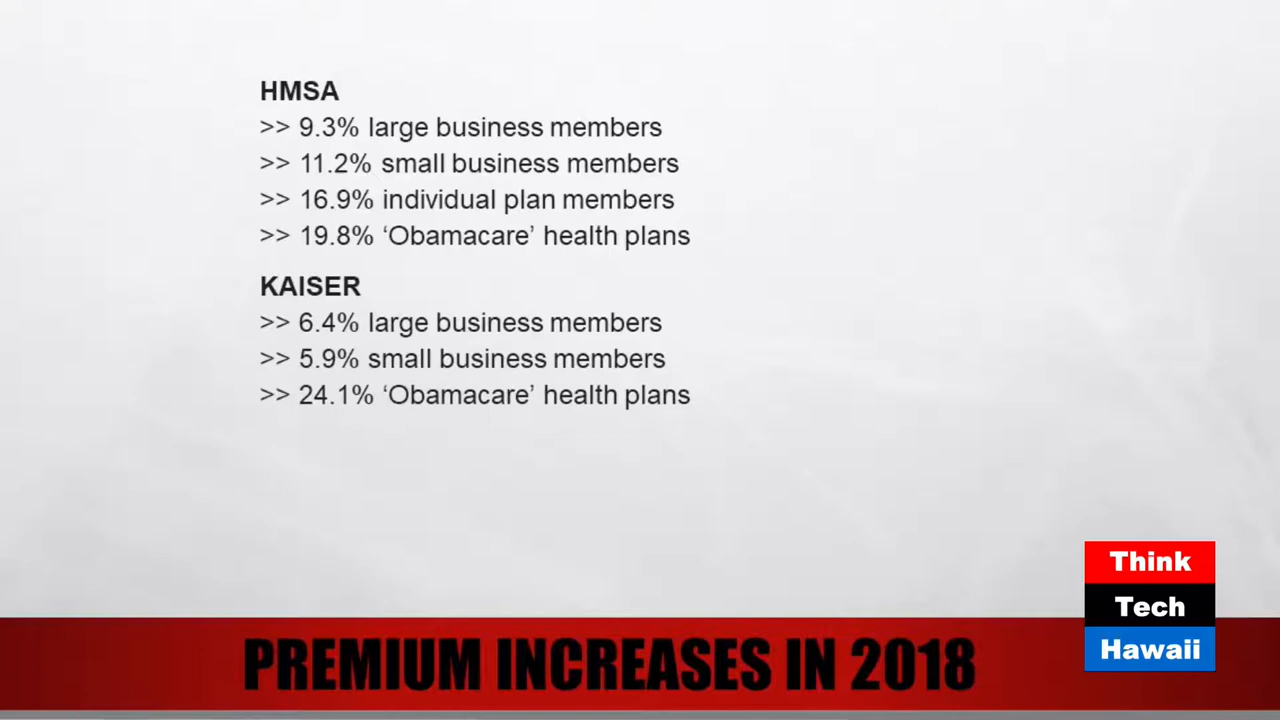 HMSA
>> 9.3% large business members
>> 11.2% small business members
>> 16.9% individual plan members
>> 19.8% ‘Obamacare’ health plans
KAISER
>> 6.4% large business members
>> 5.9% small business members
>> 24.1% ‘Obamacare’ health plans
Think
Tech
Hawaii
PREMIUM INCREASES IN 2018